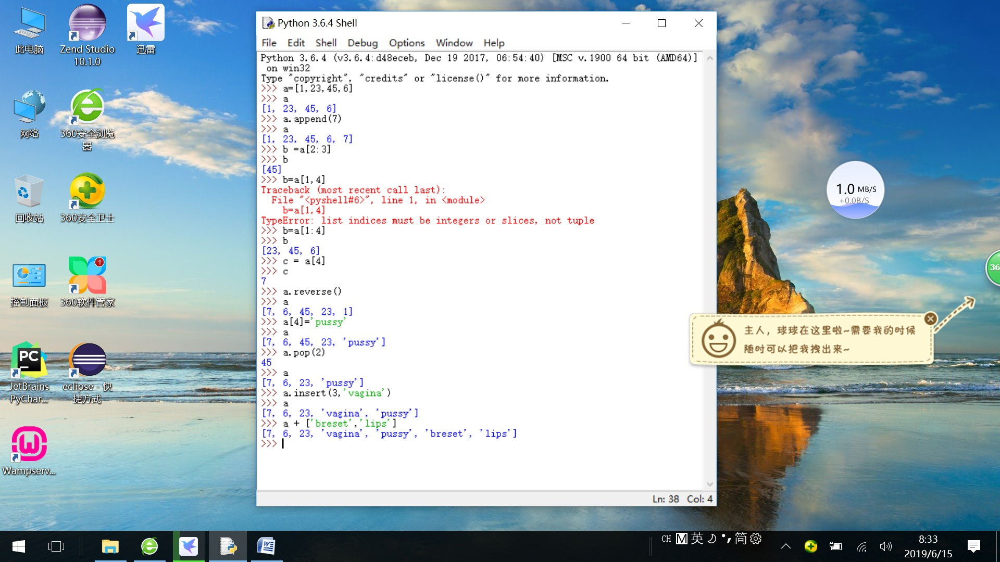 此电脑
Zend Studio
10.1.0
迅雷
网络
360安全浏览
器
回收站
360安全卫士
控制面板
1
360软件管家
PC
JetBrains
PyChar...
eclipse - 快
捷方式
Wampserv...
Python 3.6.4 Shell
File Edit Shell Debug Options Window Help
Python 3.6.4 (v3.6.4:d48eceb, Dec 19 2017, 06:54:40) [MSC v.1900 64 bit (AMD64)]
 on win32
Type "copyright", "credits" or "license()" for more information.
>>> a=[1,23,45,6]
>>> a
[1, 23, 45, 6]
>>> a.append(7)
>>> a
[1, 23, 45, 6, 7]
>>> b =a[2:3]
>>> b
[45]
>>> b=a[1,4]
Traceback (most recent call last):
  File "<pyshell#6>", line 1, in <module>
    b=a[1,4]
TypeError: list indices must be integers or slices, not tuple
>>> b=a[1:4]
>>> b
[23, 45, 6]
>>> c = a[4]
>>> c
7
>>> a.reverse()
>>> a
[7, 6, 45, 23, 1]
>>> a[4]='pussy'
>>> a
[7, 6, 45, 23, 'pussy']
>>> a.pop(2)
45
>>> a
[7, 6, 23, 'pussy']
>>> a.insert(3,'vagina')
>>> a
[7, 6, 23, 'vagina', 'pussy']
>>> a + ['breset','lips']
[7, 6, 23, 'vagina', 'pussy', 'breset', 'lips']
>>>
Ln: 38 Col: 4
1.0 MB/S
+0.0B/S
36
主人，球球在这里啦~需要我的时候
随时可以把我拽出来~
CH M 英 简
8:33
2019/6/15